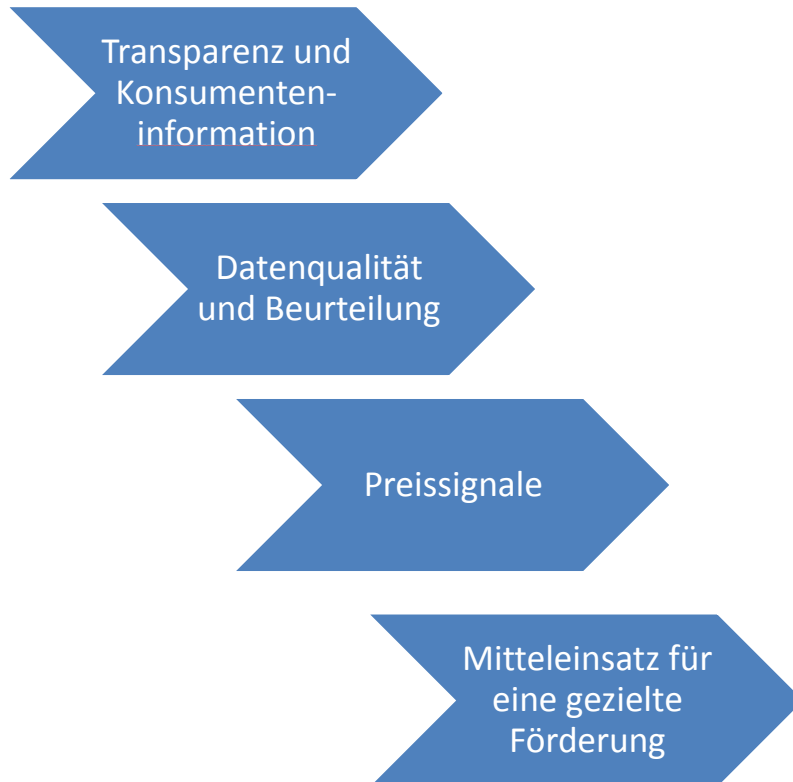 Transparenz und
Konsumenten-
information
Datenqualität
und Beurteilung
Preissignale
Mitteleinsatz für
eine gezielte
Förderung